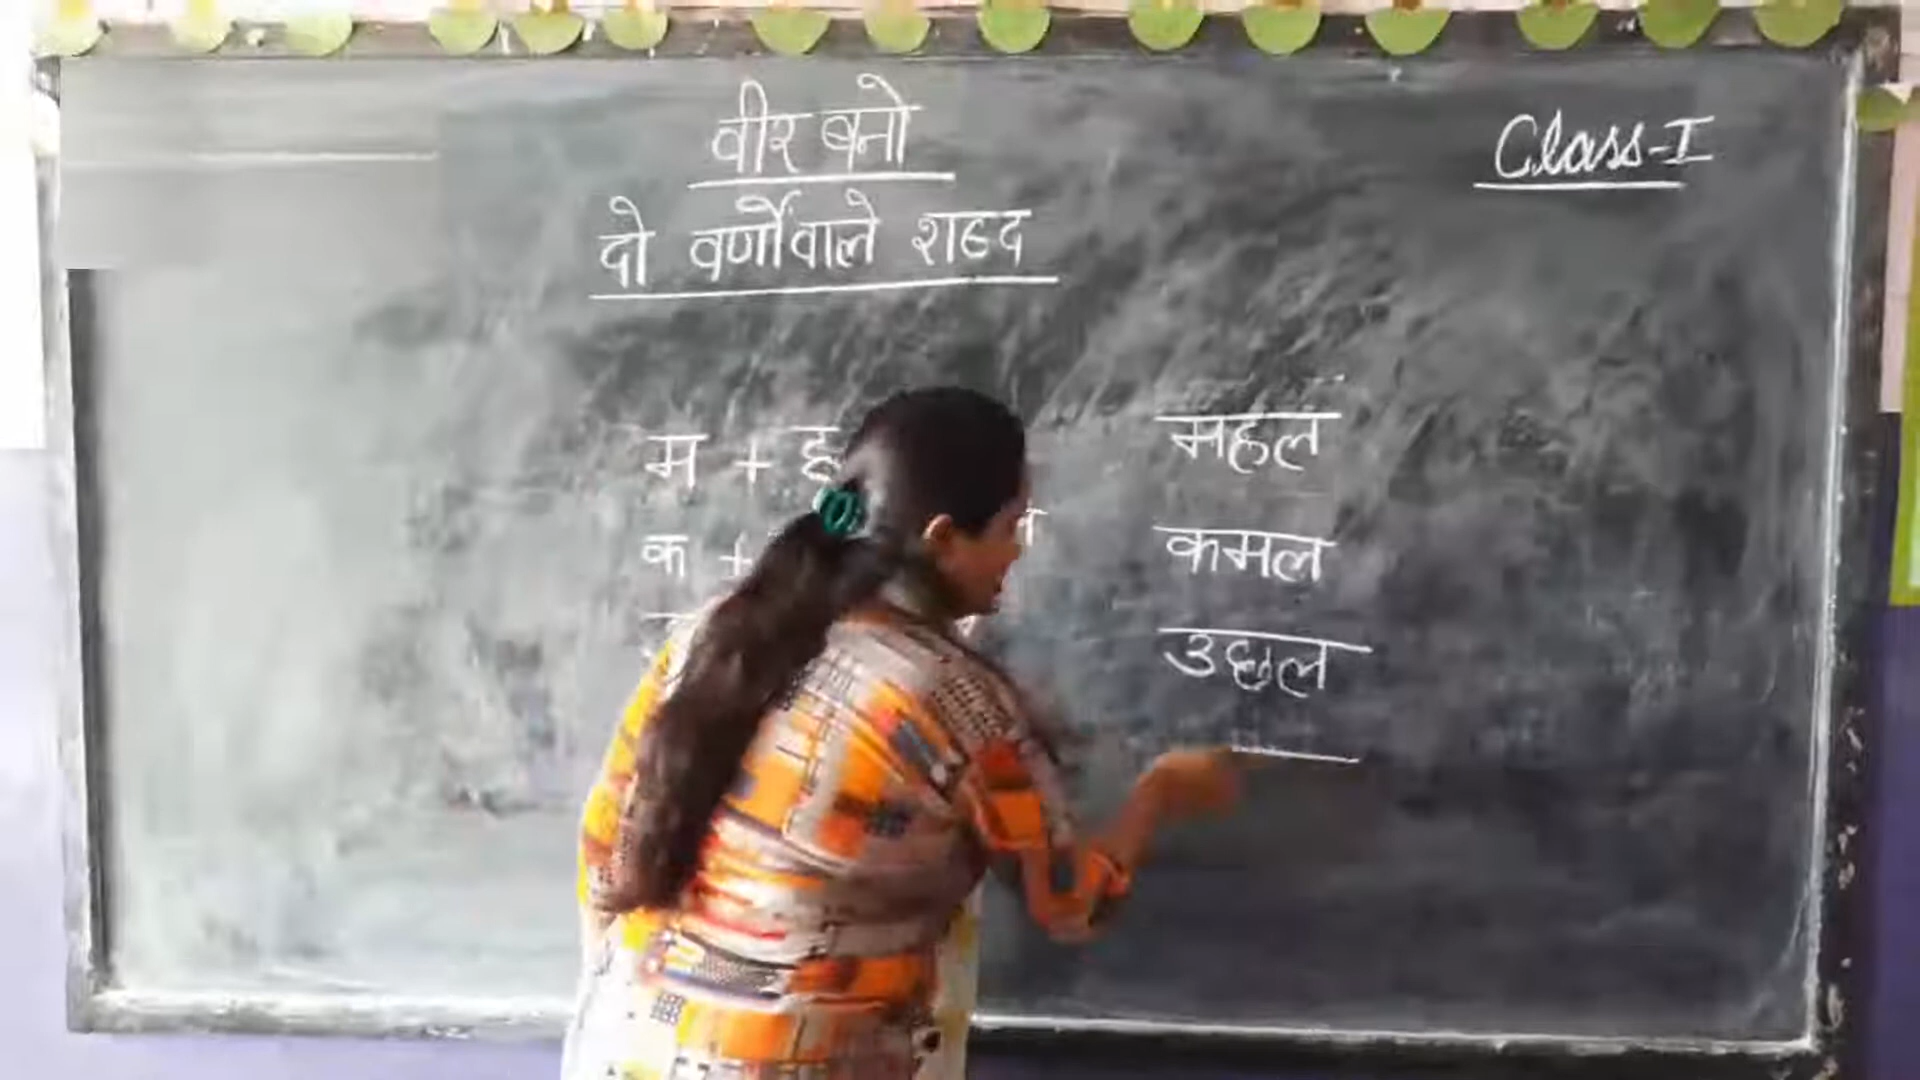 वीर बनो
Class-I
दो वर्णोंवाले शब्द
म + ह महल
क + कमल
उछल